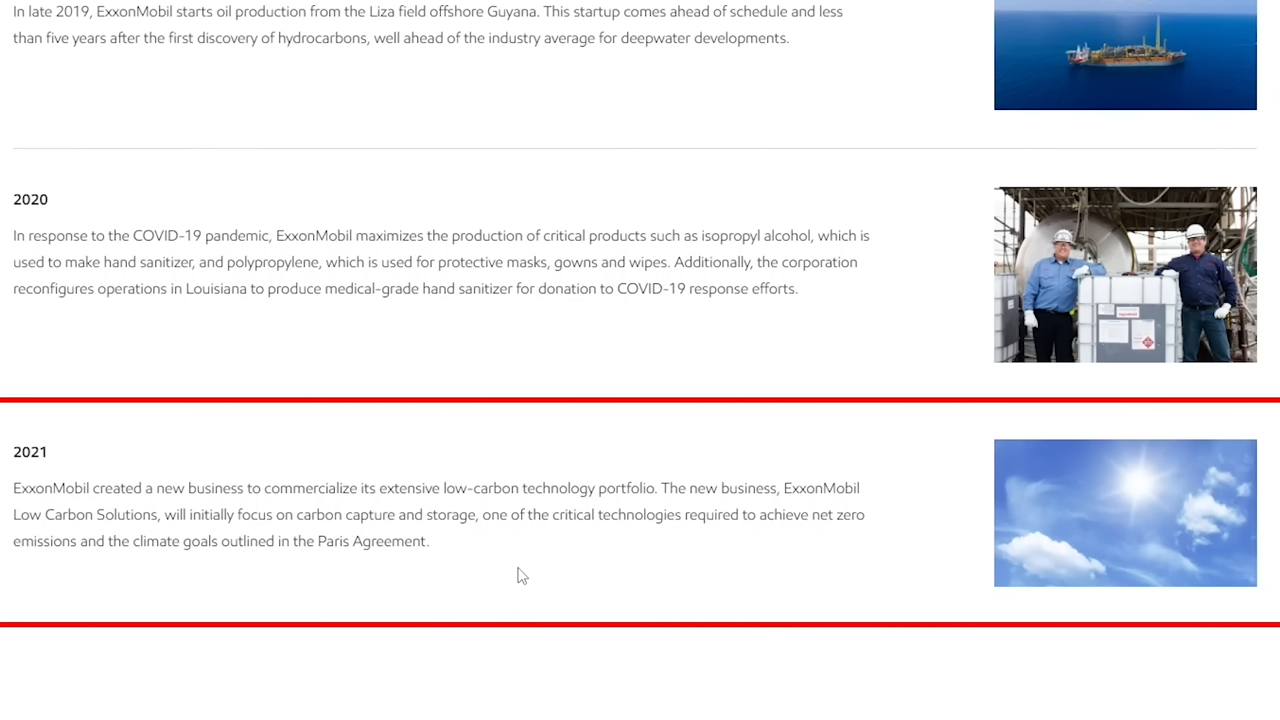 In late 2019, ExxonMobil starts oil production from the Liza field offshore Guyana. This startup comes ahead of schedule and less
than five years after the first discovery of hydrocarbons, well ahead of the industry average for deepwater developments.
2020
In response to the COVID-19 pandemic, ExxonMobil maximizes the production of critical products such as isopropyl alcohol, which is
used to make hand sanitizer, and polypropylene, which is used for protective masks, gowns and wipes. Additionally, the corporation
reconfigures operations in Louisiana to produce medical-grade hand sanitizer for donation to COVID-19 response efforts.
2021
ExxonMobil created a new business to commercialize its extensive low-carbon technology portfolio. The new business, ExxonMobil
Low Carbon Solutions, will initially focus on carbon capture and storage, one of the critical technologies required to achieve net zero
emissions and the climate goals outlined in the Paris Agreement.